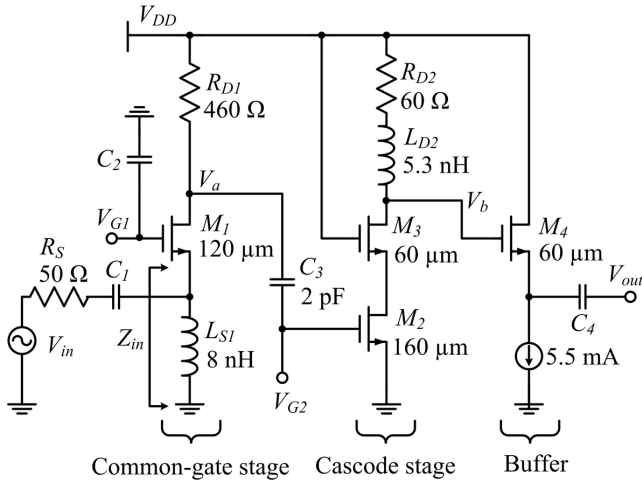 V_DD
R_D1
460 Ω
R_D2
60 Ω
L_D2
5.3 nH
C_2
V_a
V_b
V_G1
M_1
120 µm
M_3
60 µm
M_4
60 µm
R_S
50 Ω
C_1
C_3
2 pF
V_out
C_4
V_in
Z_in
L_S1
8 nH
M_2
160 µm
5.5 mA
V_G2
Common-gate stage
Cascode stage
Buffer